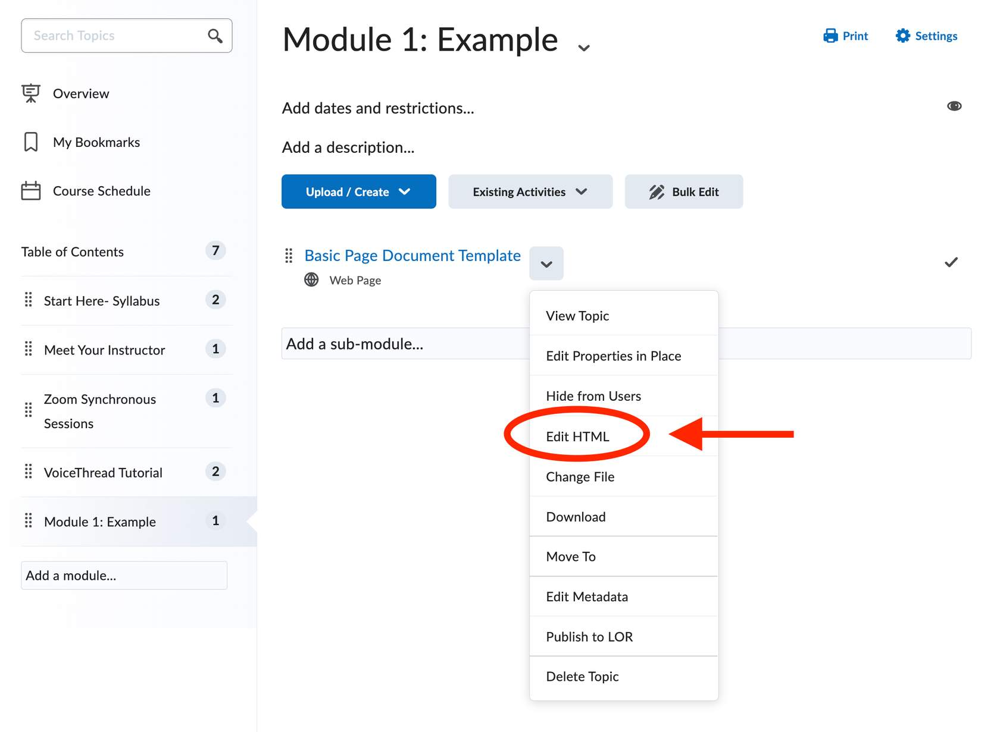 Search Topics
Overview
My Bookmarks
Course Schedule
Table of Contents 7
Start Here- Syllabus 2
Meet Your Instructor 1
Zoom Synchronous 1
Sessions
VoiceThread Tutorial 2
Module 1: Example 1
Add a module...
Module 1: Example
Print
Settings
Add dates and restrictions...
Add a description...
Upload / Create
Existing Activities
Bulk Edit
Basic Page Document Template
Web Page
Add a sub-module...
View Topic
Edit Properties in Place
Hide from Users
Edit HTML
Change File
Download
Move To
Edit Metadata
Publish to LOR
Delete Topic